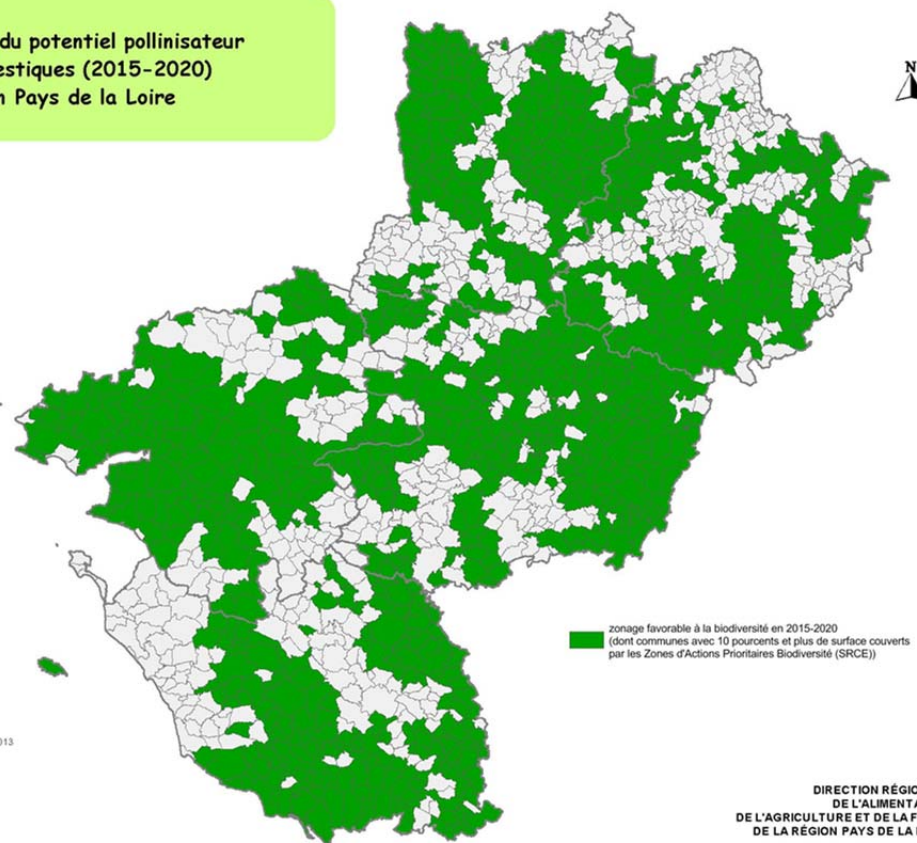 du potentiel pollinisateur
estiques (2015-2020)
n Pays de la Loire
N
zonage favorable à la biodiversité en 2015-2020
(dont communes avec 10 pourcents et plus de surface couverts
par les Zones d'Actions Prioritaires Biodiversité (SRCE))
013
DIRECTION RÉGIO
DE L'ALIMENTA
DE L'AGRICULTURE ET DE LA F
DE LA RÉGION PAYS DE LA